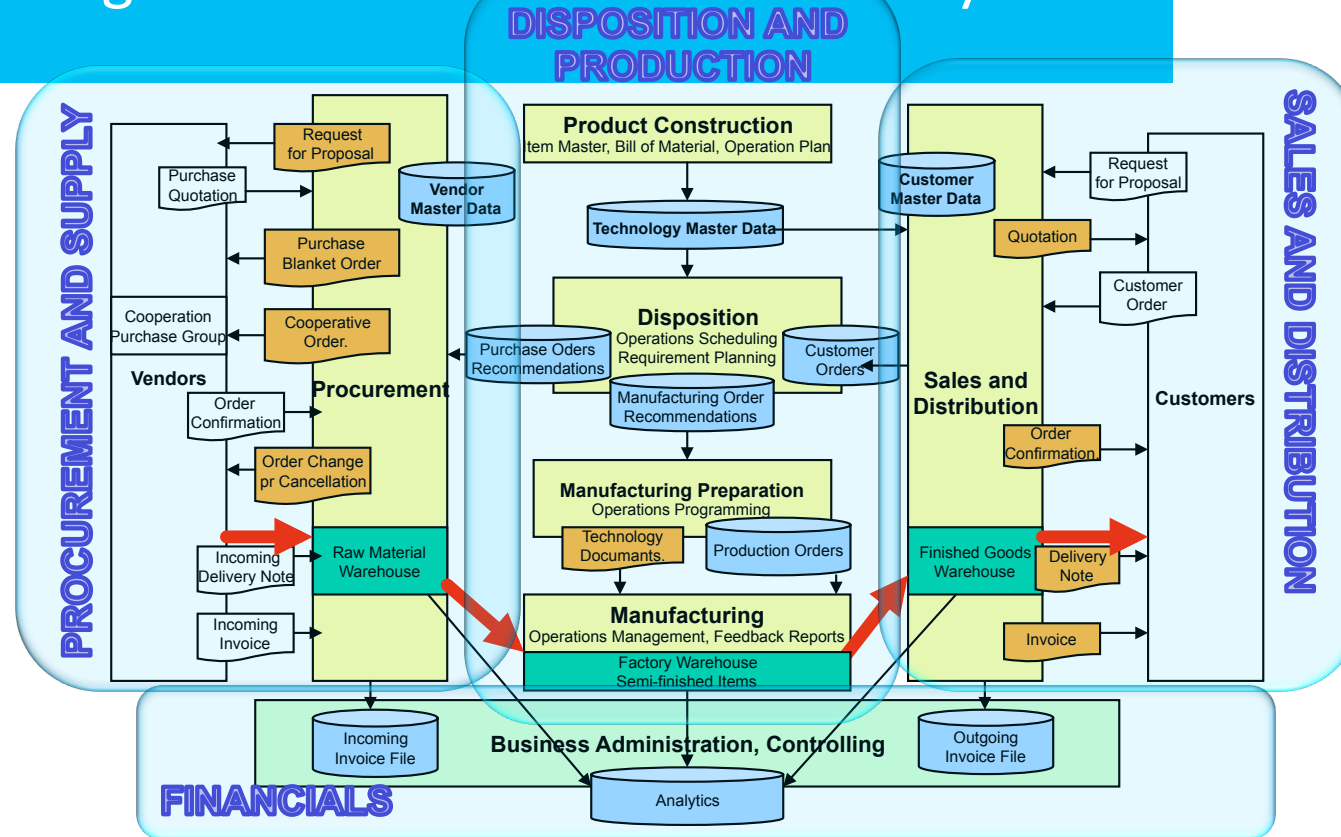 DISPOSITION AND
PRODUCTION
PROCUREMENT AND SUPPLY
Request
for Proposal
Purchase
Quotation
Purchase
Blanket Order
Cooperation
Purchase Group
Cooperative
Order.
Vendors
Procurement
Order
Confirmation
Order Change
pr Cancellation
Incoming
Delivery Note
Raw Material
Warehouse
Incoming
Invoice
Vendor
Master Data
Product Construction
Item Master, Bill of Material, Operation Plan
Technology Master Data
Disposition
Operations Scheduling
Requirement Planning
Purchase Oders
Recommendations
Customer
Orders
Manufacturing Order
Recommendations
Manufacturing Preparation
Operations Programming
Technology
Documants.
Production Orders
Manufacturing
Operations Management, Feedback Reports
Factory Warehouse
Semi-finished Items
Customer
Master Data
Sales and
Distribution
Finished Goods
Warehouse
Request
for Proposal
Quotation
Customer
Order
Customers
Order
Confirmation.
Delivery
Note
Invoice
SALES AND DISTRIBUTION
Incoming
Invoice File
Business Administration, Controlling
Outgoing
Invoice File
Analytics
FINANCIALS